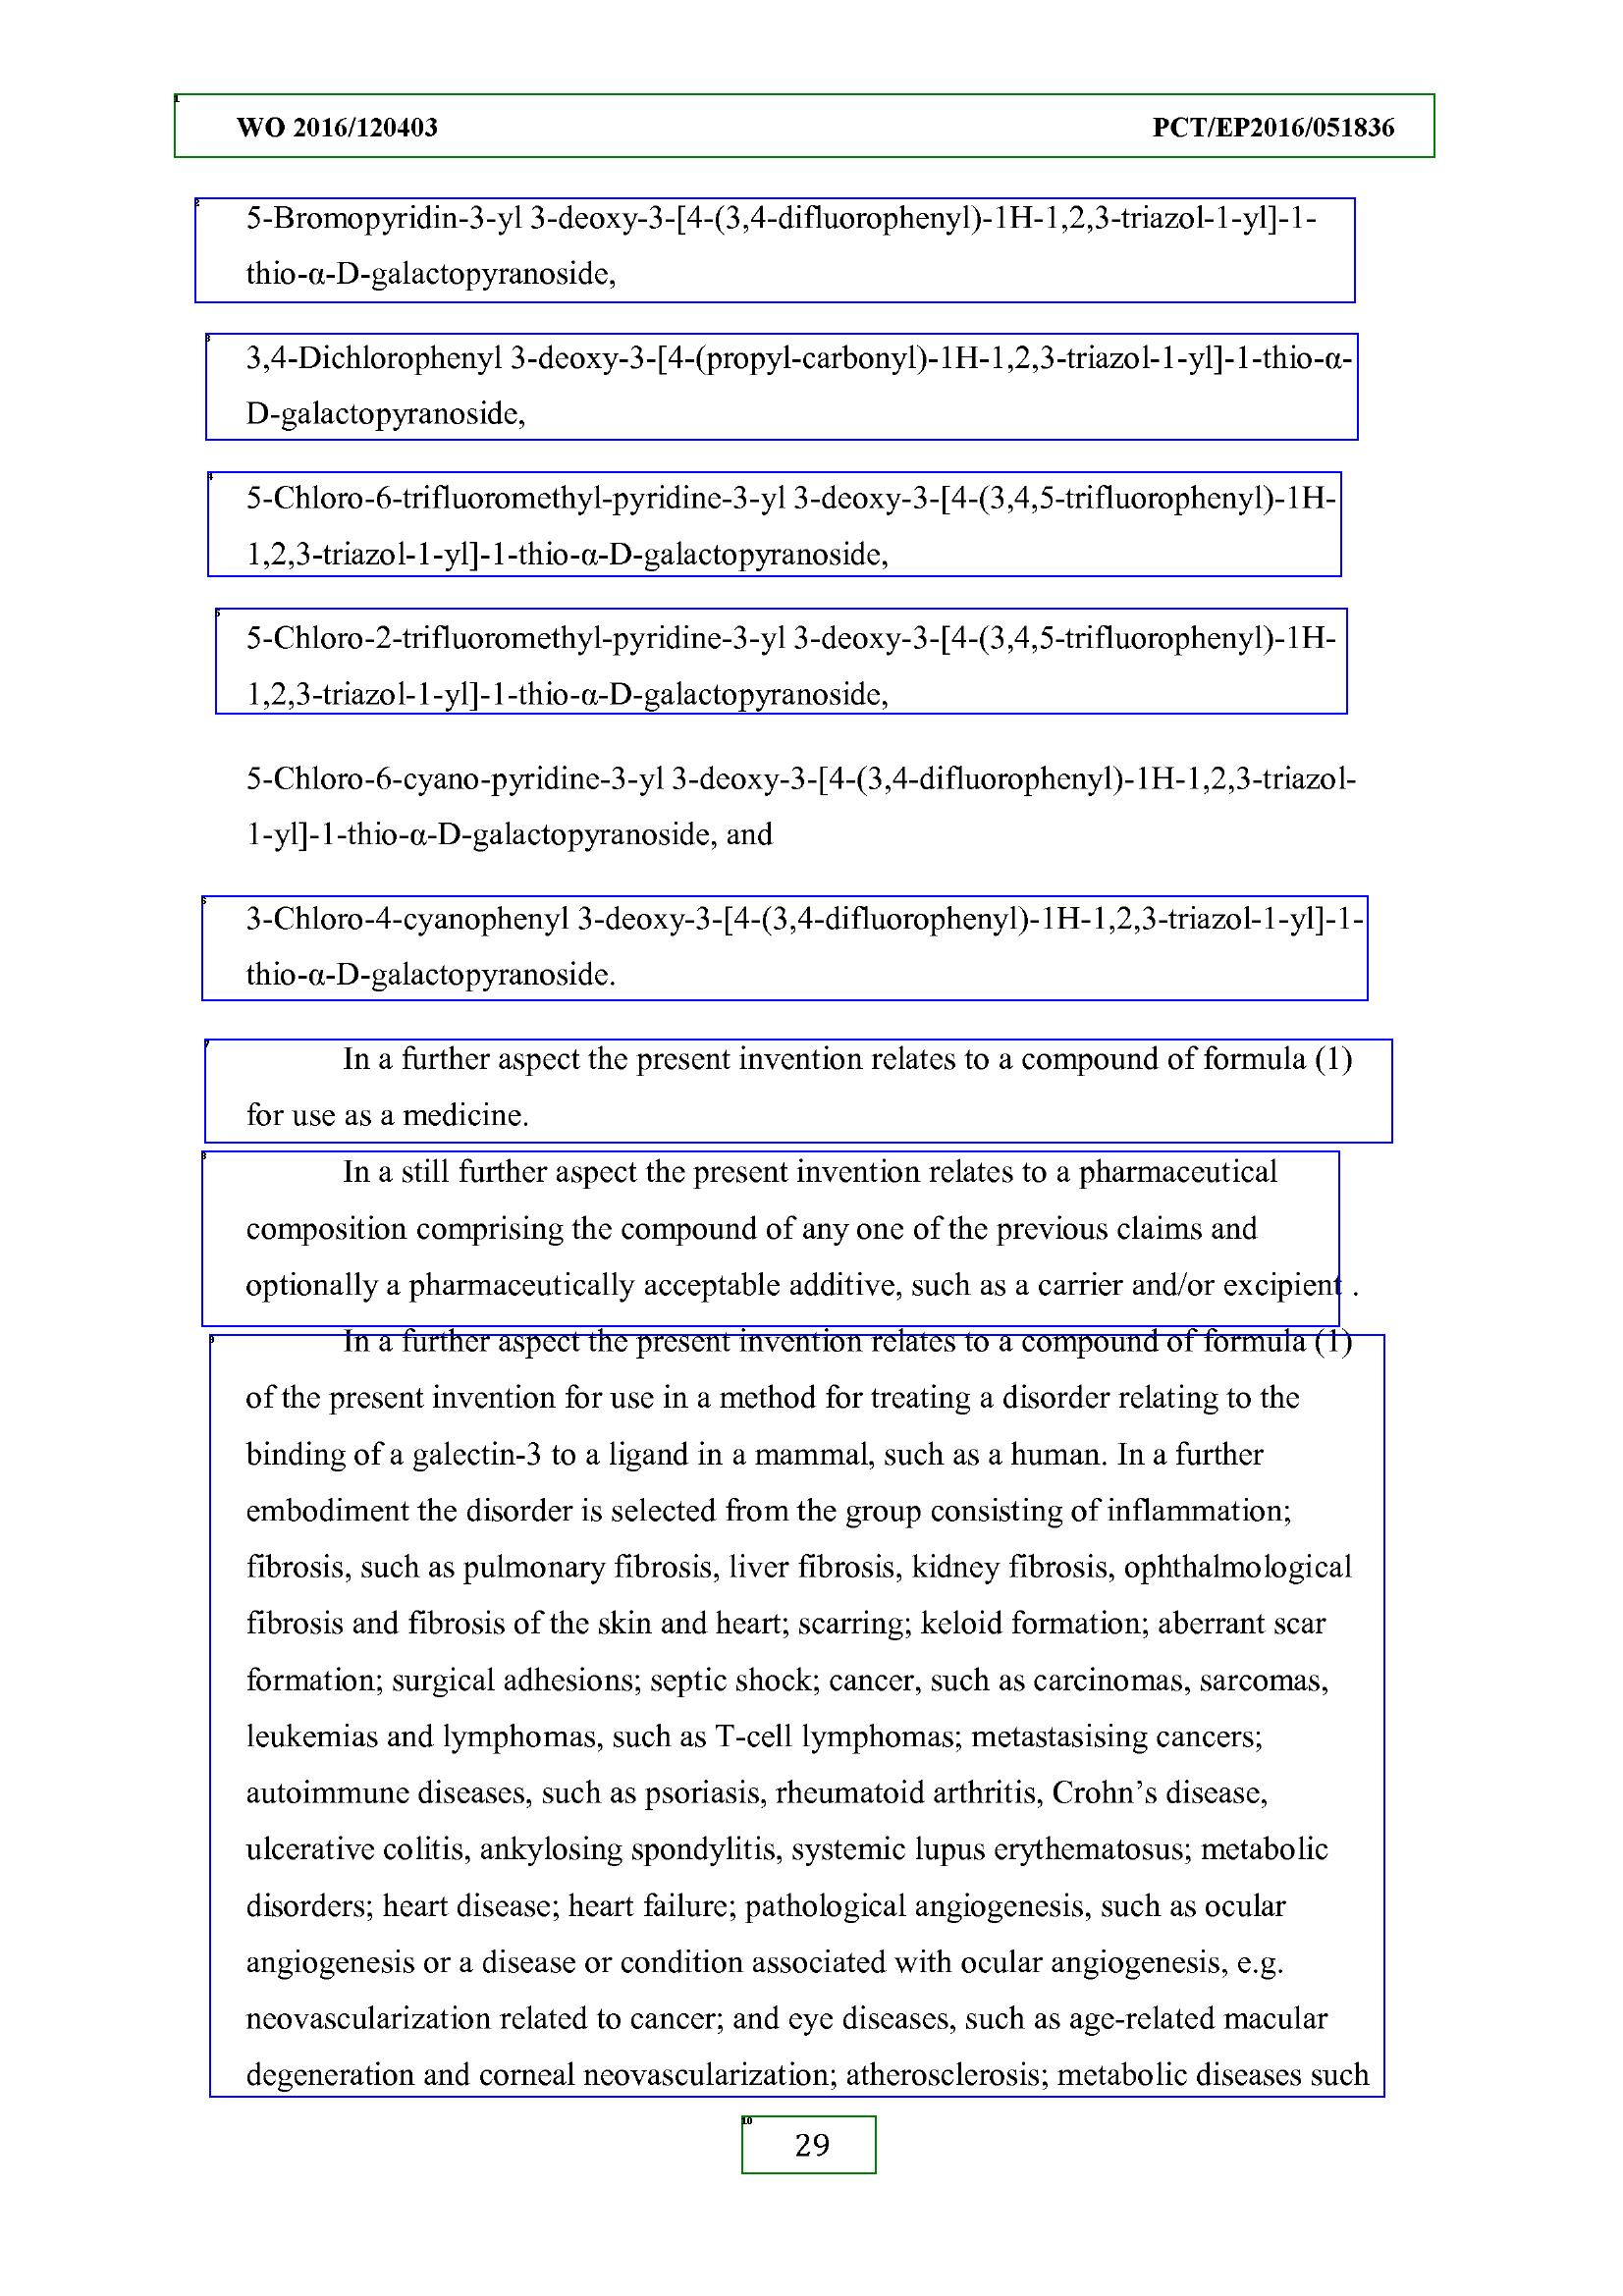 1
WO 2016/120403 PCT/EP2016/051836
2
5-Bromopyridin-3-yl 3-deoxy-3-[4-(3,4-difluorophenyl)-1H-1,2,3-triazol-1-yl]-1-
thio-α-D-galactopyranoside,
3
3,4-Dichlorophenyl 3-deoxy-3-[4-(propyl-carbonyl)-1H-1,2,3-triazol-1-yl]-1-thio-α-
D-galactopyranoside,
4
5-Chloro-6-trifluoromethyl-pyridine-3-yl 3-deoxy-3-[4-(3,4,5-trifluorophenyl)-1H-
1,2,3-triazol-1-yl]-1-thio-α-D-galactopyranoside,
5
5-Chloro-2-trifluoromethyl-pyridine-3-yl 3-deoxy-3-[4-(3,4,5-trifluorophenyl)-1H-
1,2,3-triazol-1-yl]-1-thio-α-D-galactopyranoside,
5-Chloro-6-cyano-pyridine-3-yl 3-deoxy-3-[4-(3,4-difluorophenyl)-1H-1,2,3-triazol-
1-yl]-1-thio-α-D-galactopyranoside, and
6
3-Chloro-4-cyanophenyl 3-deoxy-3-[4-(3,4-difluorophenyl)-1H-1,2,3-triazol-1-yl]-1-
thio-α-D-galactopyranoside.
7
In a further aspect the present invention relates to a compound of formula (1)
for use as a medicine.
8
In a still further aspect the present invention relates to a pharmaceutical
composition comprising the compound of any one of the previous claims and
optionally a pharmaceutically acceptable additive, such as a carrier and/or excipient .
9
In a further aspect the present invention relates to a compound of formula (1)
of the present invention for use in a method for treating a disorder relating to the
binding of a galectin-3 to a ligand in a mammal, such as a human. In a further
embodiment the disorder is selected from the group consisting of inflammation;
fibrosis, such as pulmonary fibrosis, liver fibrosis, kidney fibrosis, ophthalmological
fibrosis and fibrosis of the skin and heart; scarring; keloid formation; aberrant scar
formation; surgical adhesions; septic shock; cancer, such as carcinomas, sarcomas,
leukemias and lymphomas, such as T-cell lymphomas; metastasising cancers;
autoimmune diseases, such as psoriasis, rheumatoid arthritis, Crohn’s disease,
ulcerative colitis, ankylosing spondylitis, systemic lupus erythematosus; metabolic
disorders; heart disease; heart failure; pathological angiogenesis, such as ocular
angiogenesis or a disease or condition associated with ocular angiogenesis, e.g.
neovascularization related to cancer; and eye diseases, such as age-related macular
degeneration and corneal neovascularization; atherosclerosis; metabolic diseases such
10
29